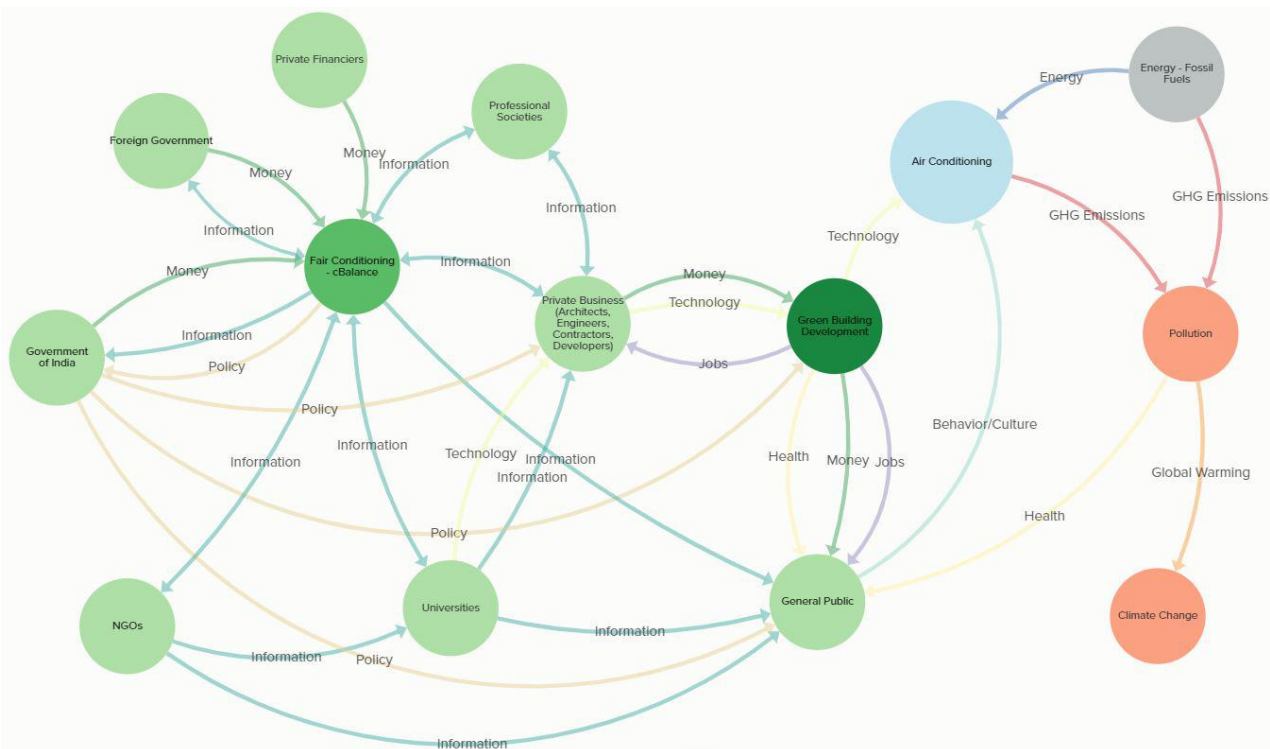 Private Financiers
Energy - Fossil
Fuels
Energy
Professional
Societies
Foreign Government
Money
Information
Air Conditioning
Money
GHG Emissions
Information
GHG Emissions
Information
Technology
Fair Conditioning
- cBalance
Information
Money
Money
Private Business
(Architects,
Engineers,
Contractors,
Developers)
Technology
Green Building
Development
Pollution
Information
Government
of India
Policy
Jobs
Policy
Behavior/Culture
Information
Technology
Information
Information
Information
Health
Money
Jobs
Global Warming
Policy
Health
General Public
Universities
Climate Change
NGOs
Information
Information
Policy
Information